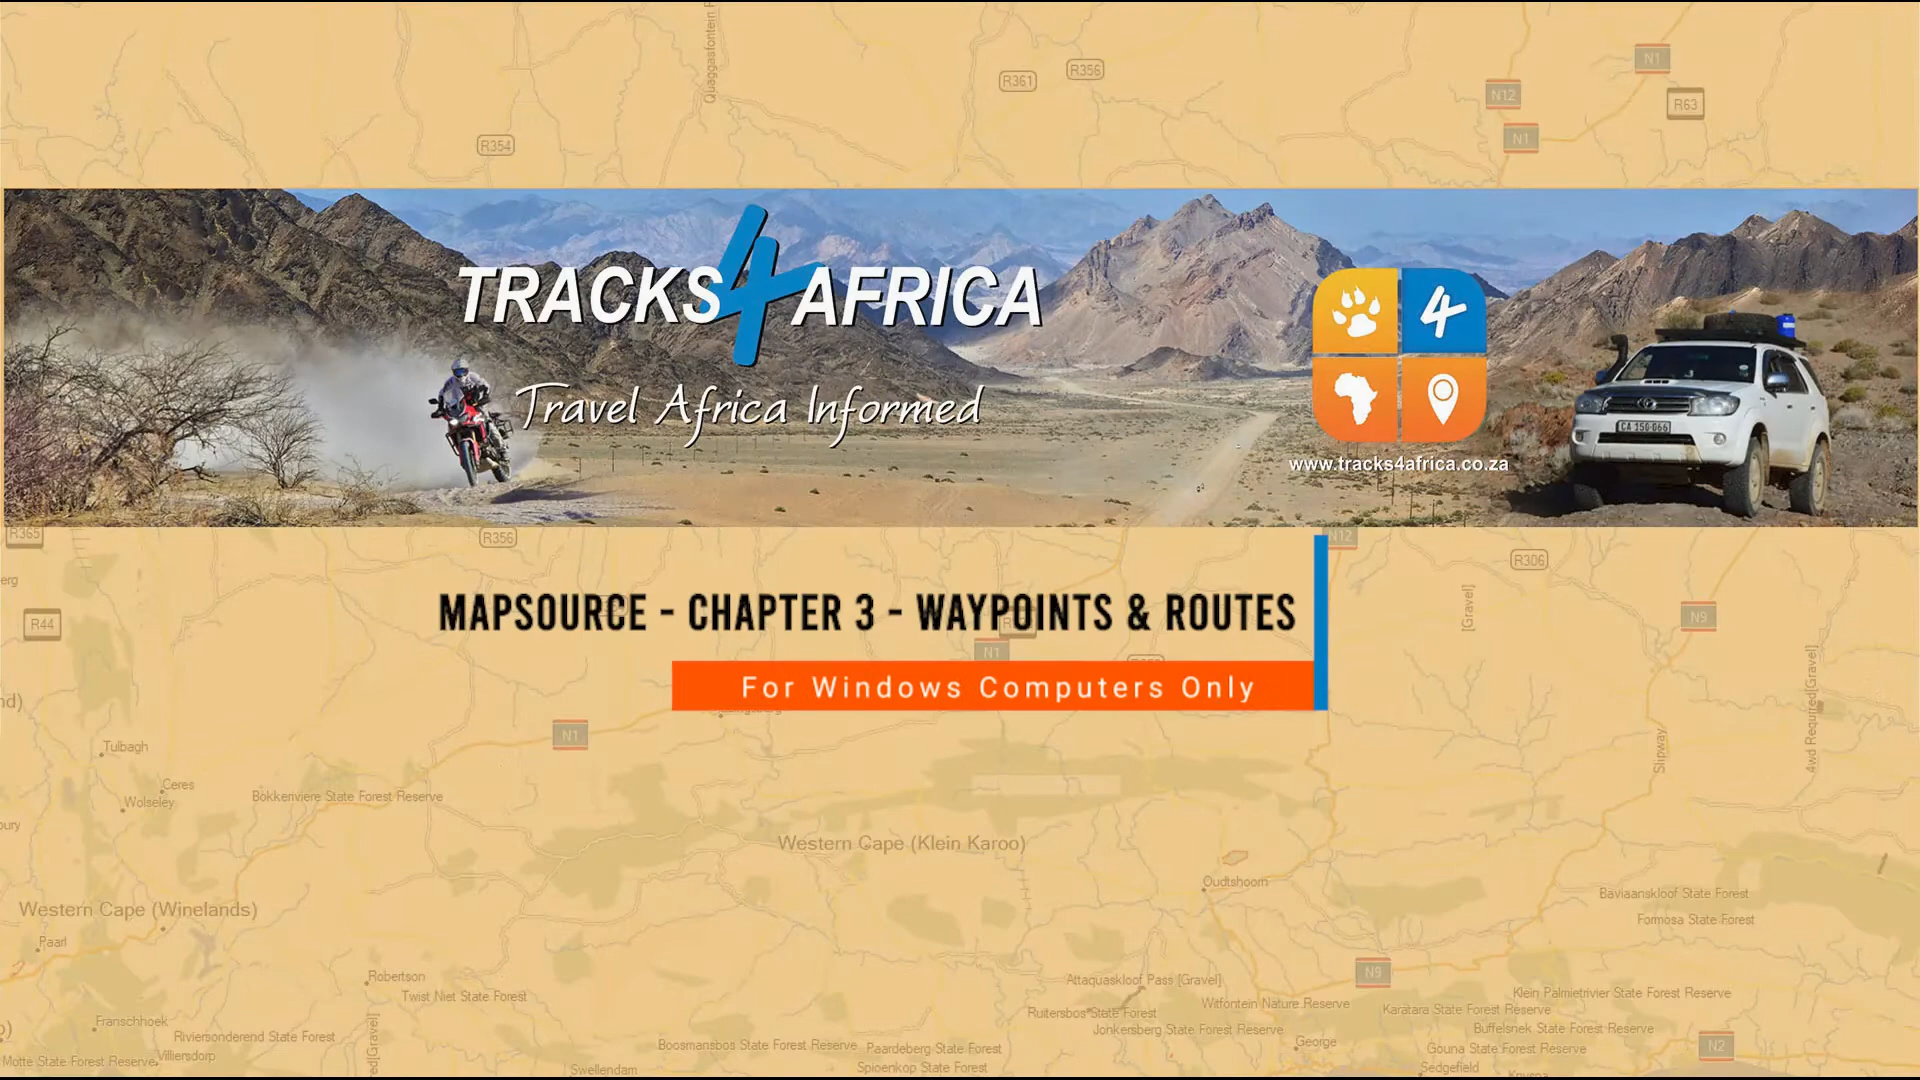 Quaggasfontein
R361
R356
N1
N12
R63
N1
R354
TRACKS4AFRICA
Travel Africa Informed
CA 150-066
www.tracks4africa.co.za
R365
R356
N12
R306
erg
R44
[Gravel]
N9
MAPSOURCE - CHAPTER 3 - WAYPOINTS & ROUTES
N1
For Windows Computers Only
4wd Required[Gravel]
N1
Slipway
Tulbagh
Ceres
Wolseley
Bokkeriviere State Forest Reserve
Western Cape (Klein Karoo)
Oudtshoorn
Baviaanskloof State Forest
Western Cape (Winelands)
Formosa State Forest
Paarl
Robertson
Attaquaskloof Pass [Gravel]
N9
Twist Niet State Forest
Witfontein Nature Reserve
Klein Palmietrivier State Forest Reserve
Ruitersbos State Forest
Karatara State Forest Reserve
Franschhoek
Jonkersberg State Forest Reserve
Buffelsnek State Forest Reserve
Riviersonderend State Forest
George
N2
Boosmansbos State Forest Reserve
Paardeberg State Forest
Gouna State Forest Reserve
Motte State Forest Reserve
Villiersdorp
Spioenkop State Forest
Sedgefield
Swellendam